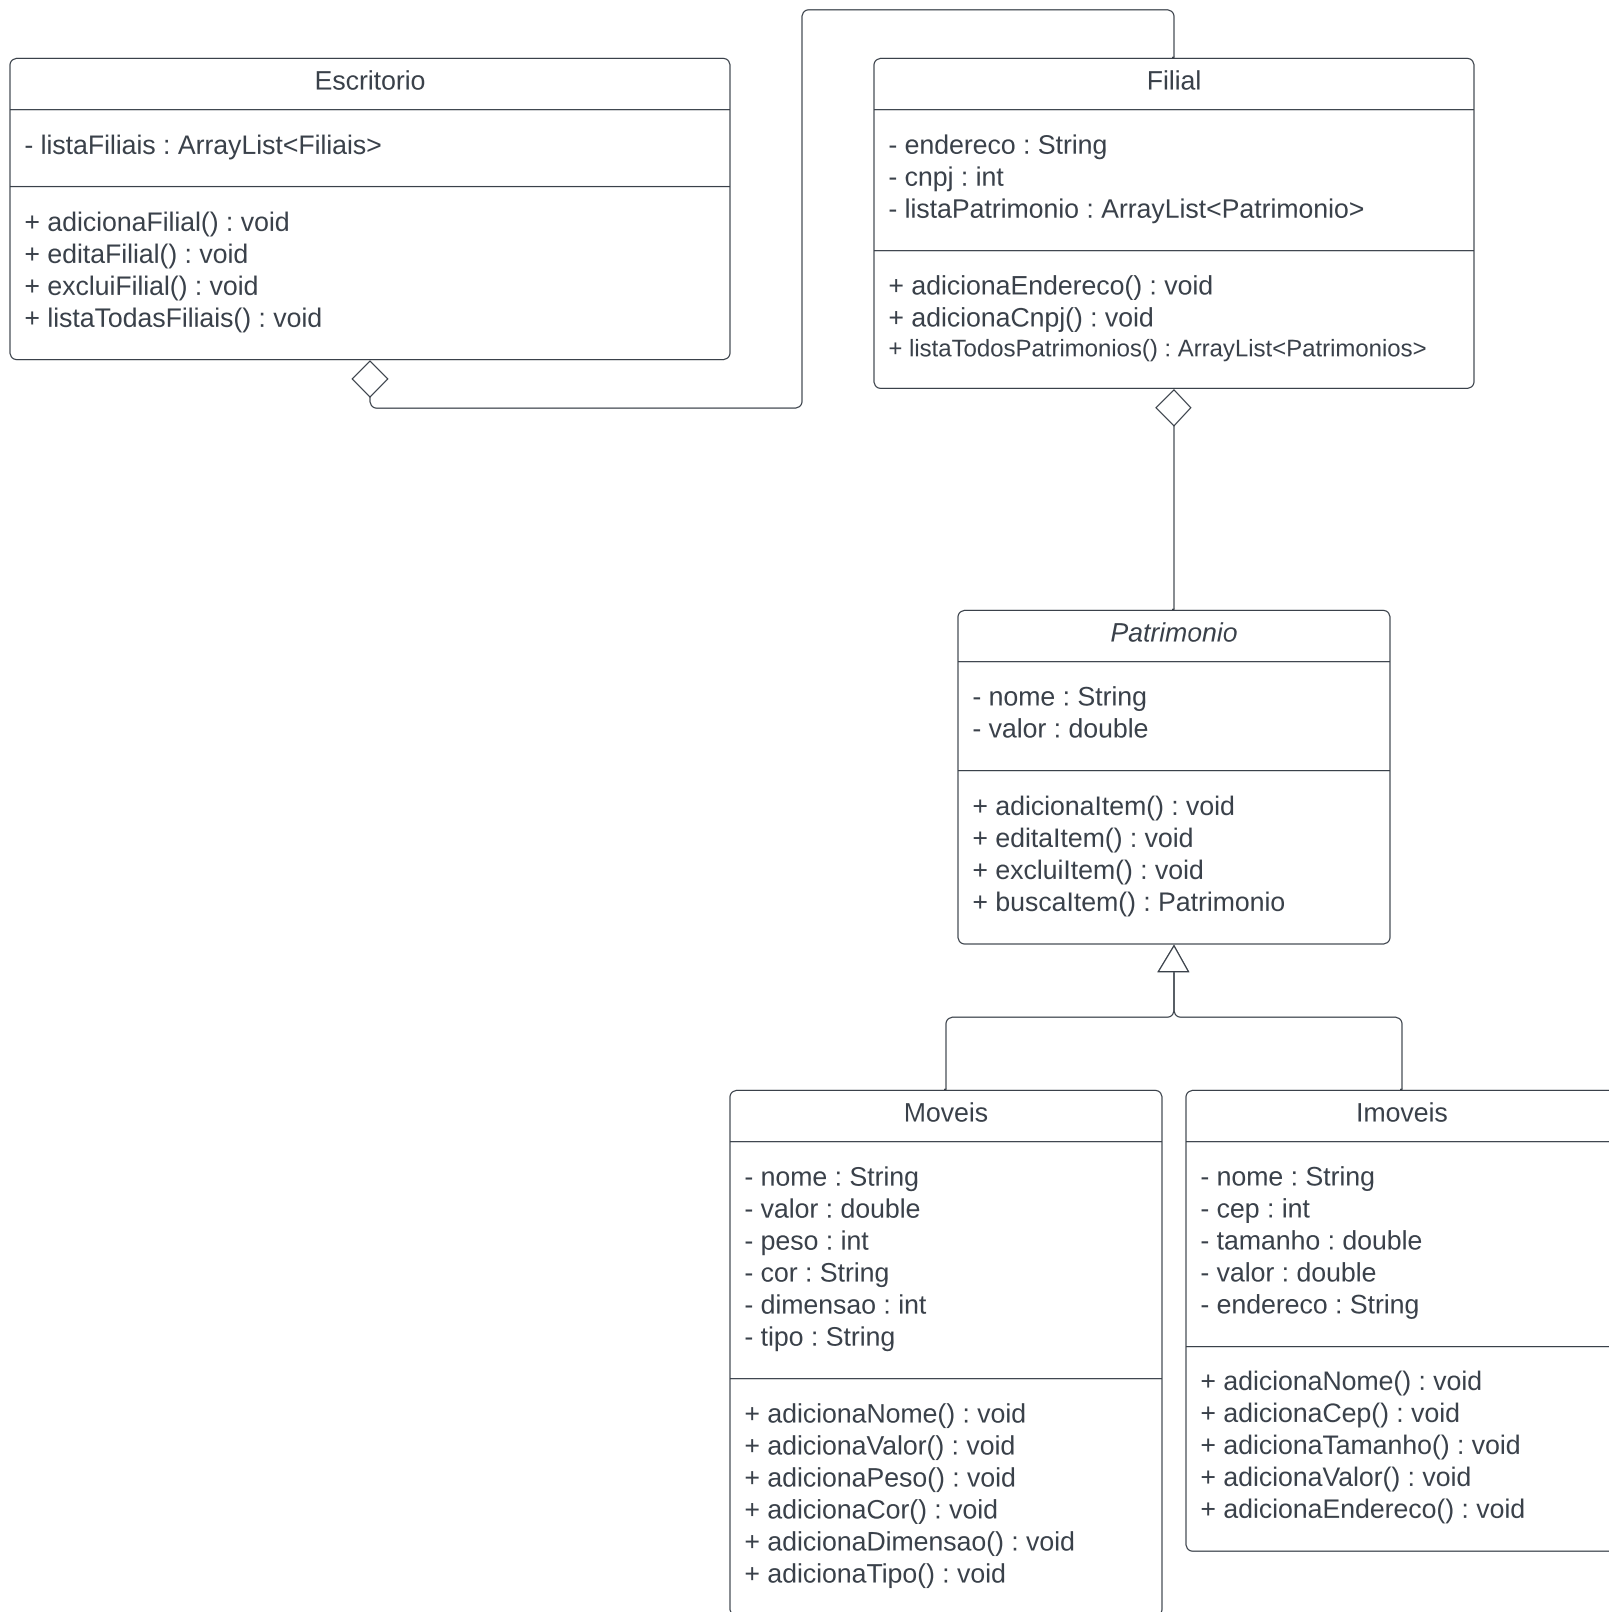 Escritorio
- listaFiliais : ArrayList<Filiais>
+ adicionaFilial() : void
+ editaFilial() : void
+ excluiFilial() : void
+ listaTodasFiliais() : void
Filial
- endereco : String
- cnpj : int
- listaPatrimonio : ArrayList<Patrimonio>
+ adicionaEndereco() : void
+ adicionaCnpj() : void
+ listaTodosPatrimonios() : ArrayList<Patrimonios>
Patrimonio
- nome : String
- valor : double
+ adicionaItem() : void
+ editaItem() : void
+ excluiItem() : void
+ buscaItem() : Patrimonio
Moveis
- nome : String
- valor : double
- peso : int
- cor : String
- dimensao : int
- tipo : String
+ adicionaNome() : void
+ adicionaValor() : void
+ adicionaPeso() : void
+ adicionaCor() : void
+ adicionaDimensao() : void
+ adicionaTipo() : void
Imoveis
- nome : String
- cep : int
- tamanho : double
- valor : double
- endereco : String
+ adicionaNome() : void
+ adicionaCep() : void
+ adicionaTamanho() : void
+ adicionaValor() : void
+ adicionaEndereco() : void